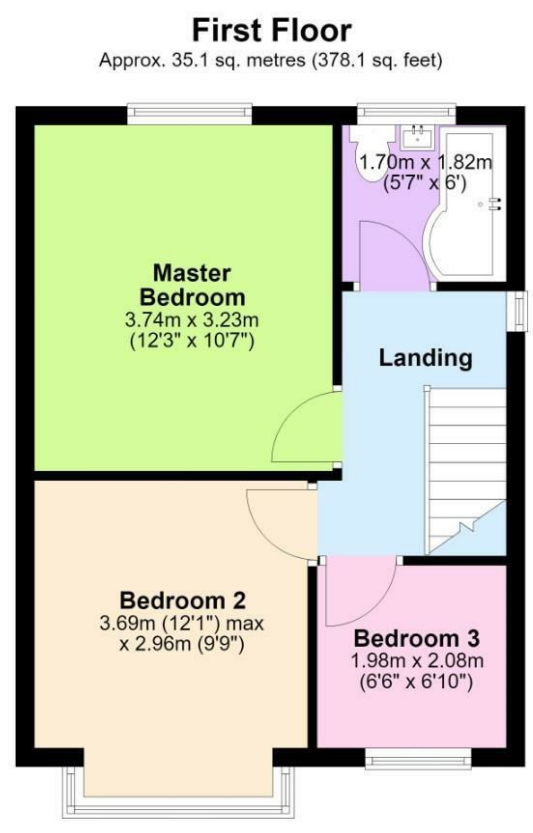 First Floor
Approx. 35.1 sq. metres (378.1 sq. feet)
1.70m x 1.82m
(5'7" x 6')
Master
Bedroom
3.74m x 3.23m
(12'3" x 10'7")
Landing
Bedroom 2
3.69m (12'1") max
x 2.96m (9'9")
Bedroom 3
1.98m x 2.08m
(6'6" x 6'10")